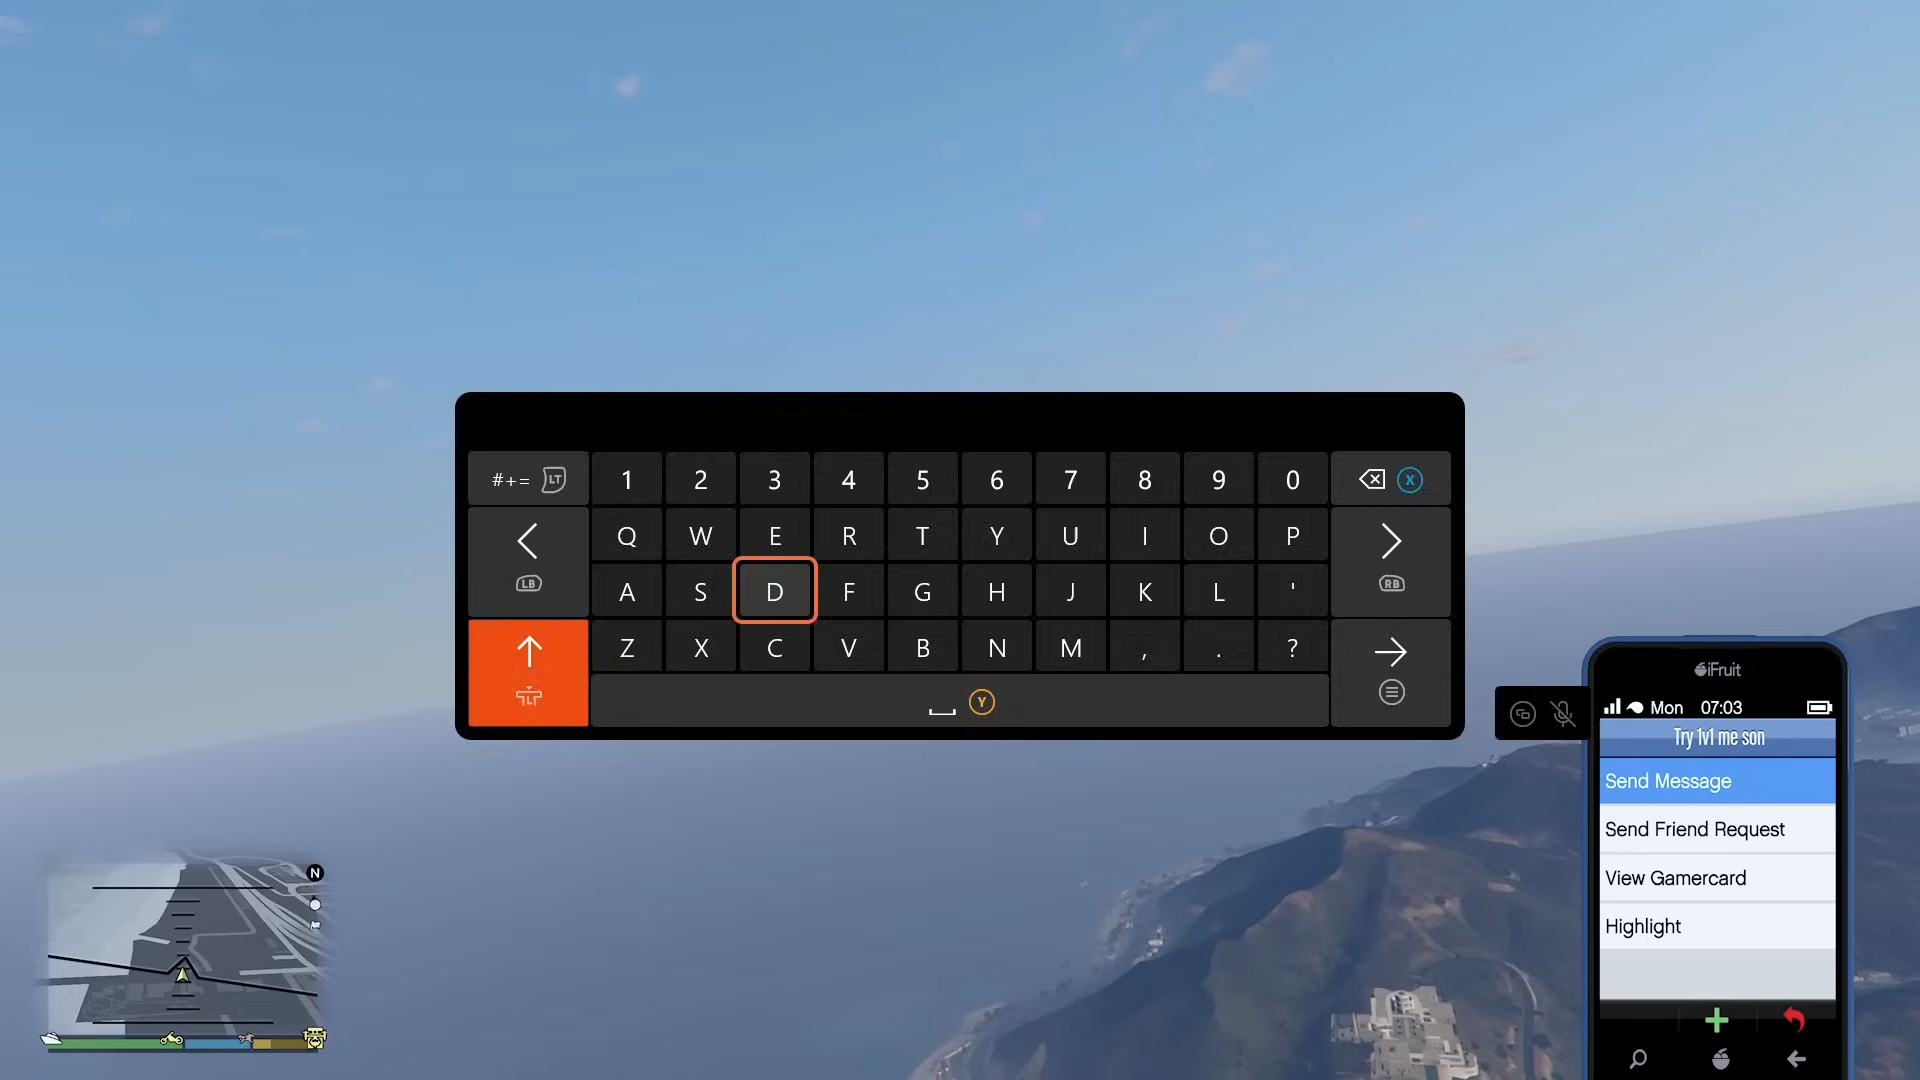 #+= LT 1 2 3 4 5 6 7 8 9 0 X
Q W E R T Y U I O P
LB A S D F G H J K L ' RB
Z X C V B N M , . ?
Y
iFruit
Mon 07:03
Try 1v1 me son
Send Message
Send Friend Request
View Gamercard
Highlight
N